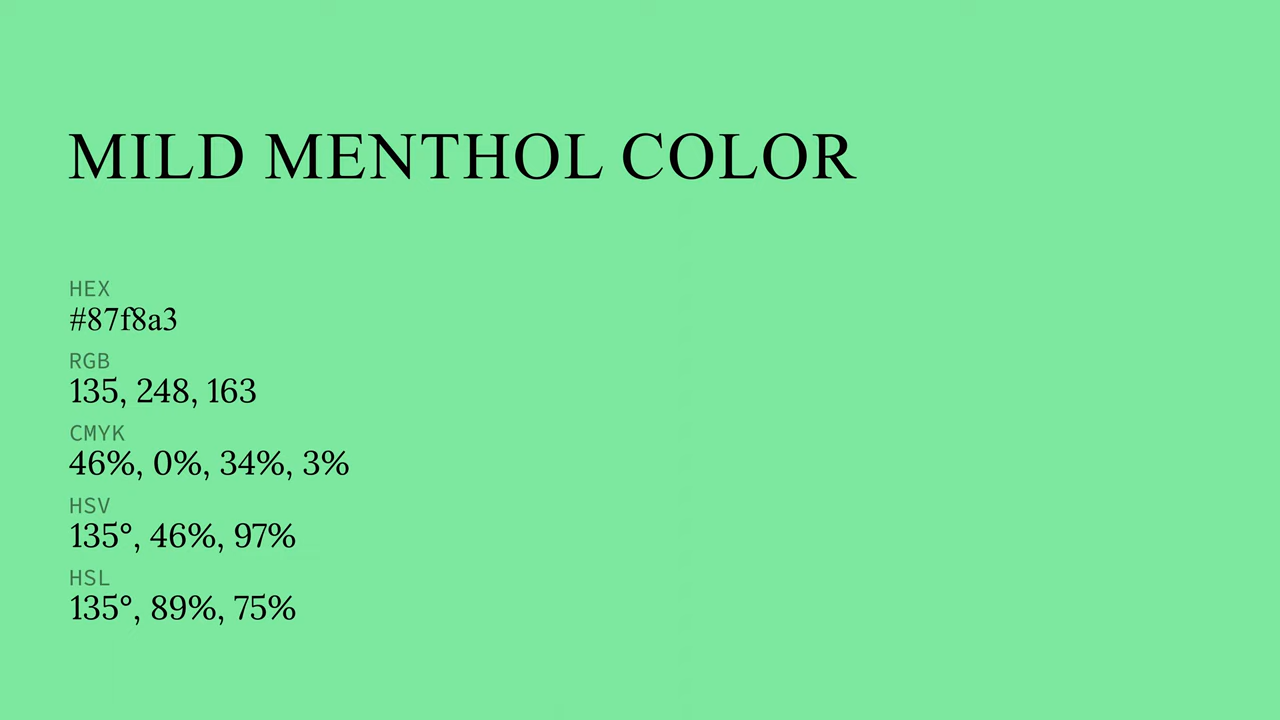 MILD MENTHOL COLOR
HEX
#87f8a3
RGB
135, 248, 163
CMYK
46%, 0%, 34%, 3%
HSV
135°, 46%, 97%
HSL
135°, 89%, 75%